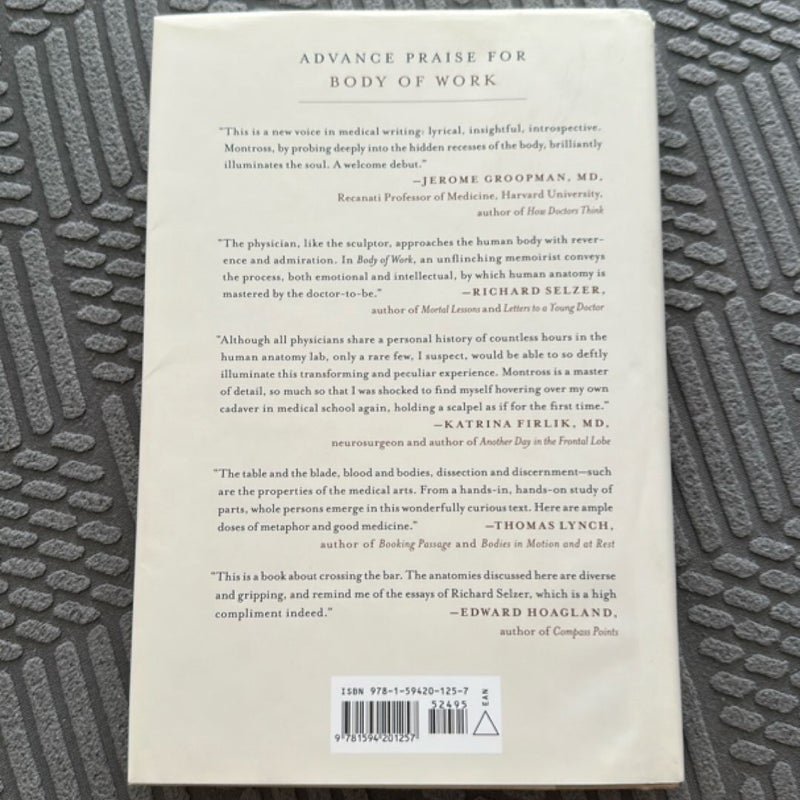 ADVANCE PRAISE FOR
BODY OF WORK
"This is a new voice in medical writing: lyrical, insightful, introspective.
Montross, by probing deeply into the hidden recesses of the body, brilliantly
illuminates the soul. A welcome debut."
—JEROME GROOPMAN, MD,
Recanati Professor of Medicine, Harvard University,
author of How Doctors Think
"The physician, like the sculptor, approaches the human body with rever-
ence and admiration. In Body of Work, an unflinching memoirist conveys
the process, both emotional and intellectual, by which human anatomy is
mastered by the doctor-to-be." —RICHARD SELZER,
author of Mortal Lessons and Letters to a Young Doctor
"Although all physicians share a personal history of countless hours in the
human anatomy lab, only a rare few, I suspect, would be able to so deftly
illuminate this transforming and peculiar experience. Montross is a master
of detail, so much so that I was shocked to find myself hovering over my own
cadaver in medical school again, holding a scalpel as if for the first time."
—KATRINA FIRLIK, MD,
neurosurgeon and author of Another Day in the Frontal Lobe
"The table and the blade, blood and bodies, dissection and discernment—such
are the properties of the medical arts. From a hands-in, hands-on study of
parts, whole persons emerge in this wonderfully curious text. Here are ample
doses of metaphor and good medicine." —THOMAS LYNCH,
author of Booking Passage and Bodies in Motion and at Rest
"This is a book about crossing the bar. The anatomies discussed here are diverse
and gripping, and remind me of the essays of Richard Selzer, which is a high
compliment indeed." —EDWARD HOAGLAND,
author of Compass Points
ISBN 978-1-59420-125-7
52495
EAN
9 781594 201257